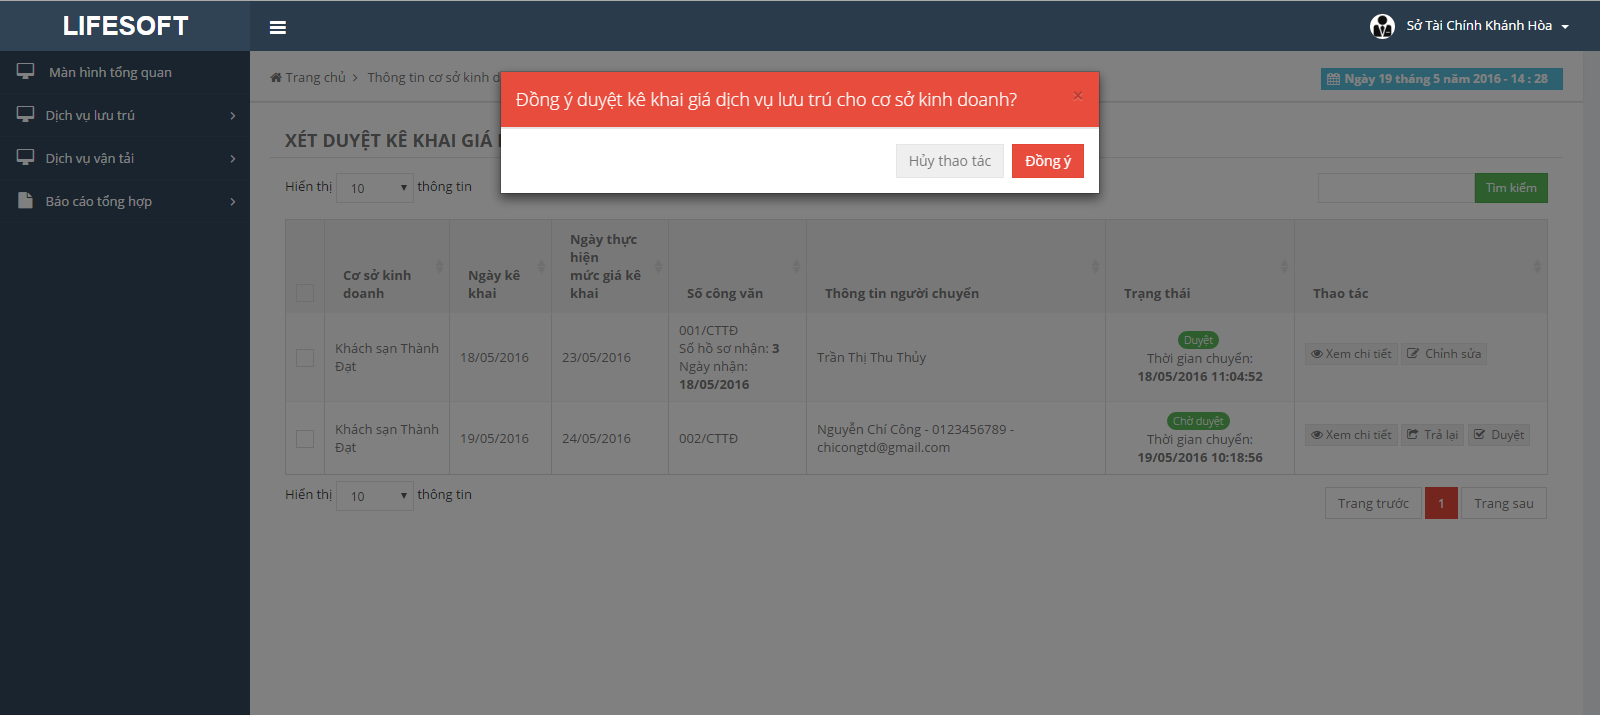 LIFESOFT
Sở Tài Chính Khánh Hòa
Màn hình tổng quan
Dịch vụ lưu trú
Dịch vụ vận tải
Báo cáo tổng hợp
Trang chủ > Thông tin cơ sở kinh d
Ngày 19 tháng 5 năm 2016 - 14 : 28
Đồng ý duyệt kê khai giá dịch vụ lưu trú cho cơ sở kinh doanh? ×
Hủy thao tác Đồng ý
XÉT DUYỆT KÊ KHAI GIÁ
Hiển thị 10 thông tin
Tìm kiếm
Cơ sở kinh doanh
Ngày kê khai
Ngày thực hiện
mức giá kê khai
Số công văn
Thông tin người chuyển
Trạng thái
Thao tác
Khách sạn Thành
Đạt
18/05/2016
23/05/2016
001/CTTĐ
Số hồ sơ nhận: 3
Ngày nhận:
18/05/2016
Trần Thị Thu Thủy
Duyệt
Thời gian chuyển:
18/05/2016 11:04:52
Xem chi tiết Chỉnh sửa
Khách sạn Thành
Đạt
19/05/2016
24/05/2016
002/CTTĐ
Nguyễn Chí Công - 0123456789 -
chicongtd@gmail.com
Chờ duyệt
Thời gian chuyển:
19/05/2016 10:18:56
Xem chi tiết Trả lại Duyệt
Hiển thị 10 thông tin
Trang trước 1 Trang sau